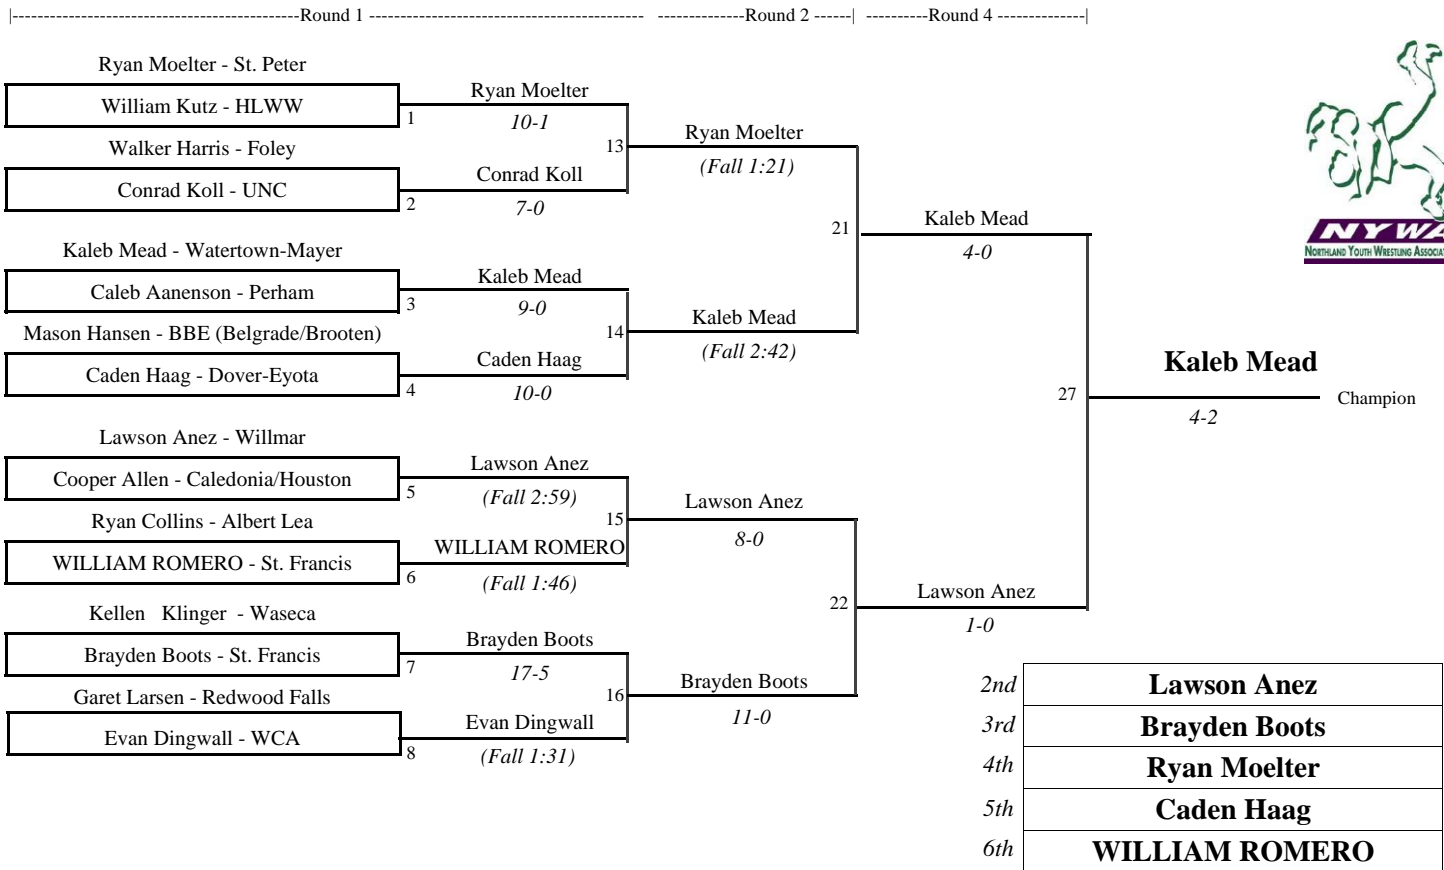 |------------------------------------------Round 1 ---------------------------------------- --------------Round 2 ------| ----------Round 4 --------------|
Ryan Moelter - St. Peter
William Kutz - HLWW
1
Walker Harris - Foley
Conrad Koll - UNC
2
Kaleb Mead - Watertown-Mayer
Caleb Aanenson - Perham
3
Mason Hansen - BBE (Belgrade/Brooten)
Caden Haag - Dover-Eyota
4
Lawson Anez - Willmar
Cooper Allen - Caledonia/Houston
5
Ryan Collins - Albert Lea
WILLIAM ROMERO - St. Francis
6
Kellen   Klinger  - Waseca
Brayden Boots - St. Francis
7
Garet Larsen - Redwood Falls
Evan Dingwall - WCA
8
Ryan Moelter
10-1
13
Conrad Koll
7-0
Kaleb Mead
9-0
14
Caden Haag
10-0
Lawson Anez
(Fall 2:59)
15
WILLIAM ROMERO
(Fall 1:46)
Brayden Boots
17-5
16
Evan Dingwall
(Fall 1:31)
Ryan Moelter
(Fall 1:21)
21
Kaleb Mead
(Fall 2:42)
Lawson Anez
8-0
22
Brayden Boots
11-0
Kaleb Mead
4-0
27
Lawson Anez
1-0
NYWA
NORTHLAND YOUTH WRESTLING
Kaleb Mead
Champion
4-2
2nd Lawson Anez
3rd Brayden Boots
4th Ryan Moelter
5th Caden Haag
6th WILLIAM ROMERO